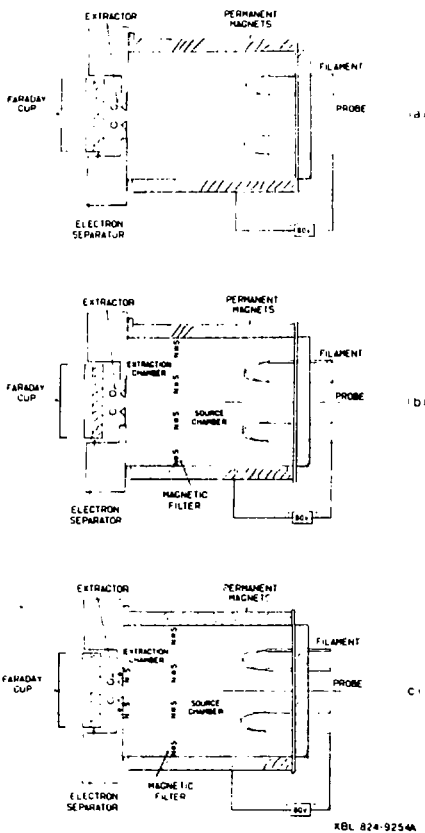 EXTRACTOR
PERMANENT
MAGNETS
FILAMENT
FARADAY
CUP
PROBE
(a)
ELECTRON
SEPARATOR
80v
EXTRACTOR
PERMANENT
MAGNETS
FILAMENT
EXTRACTION
CHAMBER
N S
N S
FARADAY
CUP
PROBE
(b)
SOURCE
CHAMBER
N S
N S
MAGNETIC
FILTER
ELECTRON
SEPARATOR
80v
EXTRACTOR
PERMANENT
MAGNETS
FILAMENT
N S
EXTRACTION
CHAMBER
N S
FARADAY
CUP
PROBE
c)
SOURCE
CHAMBER
N S
N S
MAGNETIC
FILTER
ELECTRON
SEPARATOR
80v
XBL 824-9254A